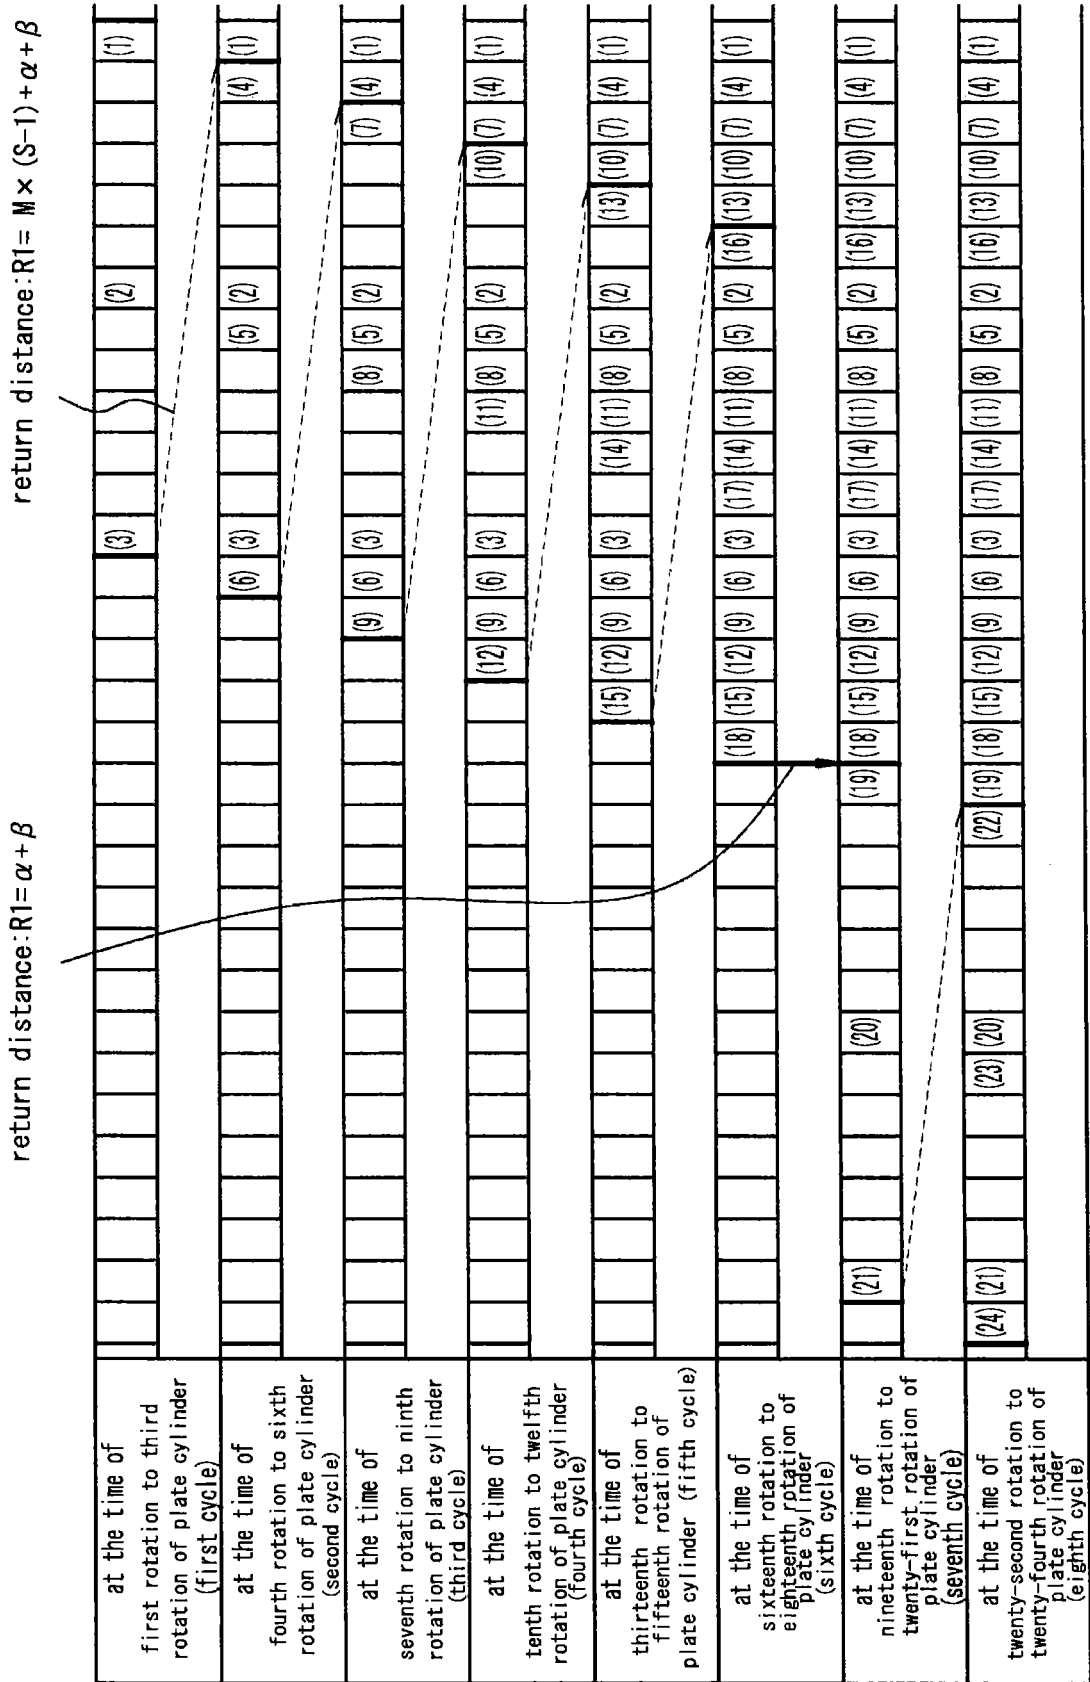 return distance:R1=α+β
return distance:R1= M×(S-1)+α+β
at the time of
first rotation to third
rotation of plate cylinder
(first cycle)
(3) (2) (1)
at the time of
fourth rotation to sixth
rotation of plate cylinder
(second cycle)
(6) (3) (5) (2) (4) (1)
at the time of
seventh rotation to ninth
rotation of plate cylinder
(third cycle)
(9) (6) (3) (8) (5) (2) (7) (4) (1)
at the time of
tenth rotation to twelfth
rotation of plate cylinder
(fourth cycle)
(12) (9) (6) (3) (11) (8) (5) (2) (10) (7) (4) (1)
at the time of
thirteenth rotation to
fifteenth rotation of
plate cylinder (fifth cycle)
(15) (12) (9) (6) (3) (14) (11) (8) (5) (2) (13) (10) (7) (4) (1)
at the time of
sixteenth rotation to
eighteenth rotation of
plate cylinder
(sixth cycle)
(18) (15) (12) (9) (6) (3) (17) (14) (11) (8) (5) (2) (16) (13) (10) (7) (4) (1)
at the time of
nineteenth rotation to
twenty-first rotation of
plate cylinder
(seventh cycle)
(21) (20) (19) (18) (15) (12) (9) (6) (3) (17) (14) (11) (8) (5) (2) (16) (13) (10) (7) (4) (1)
at the time of
twenty-second rotation to
twenty-fourth rotation of
plate cylinder
(eighth cycle)
(24) (21) (23) (20) (22) (19) (18) (15) (12) (9) (6) (3) (17) (14) (11) (8) (5) (2) (16) (13) (10) (7) (4) (1)